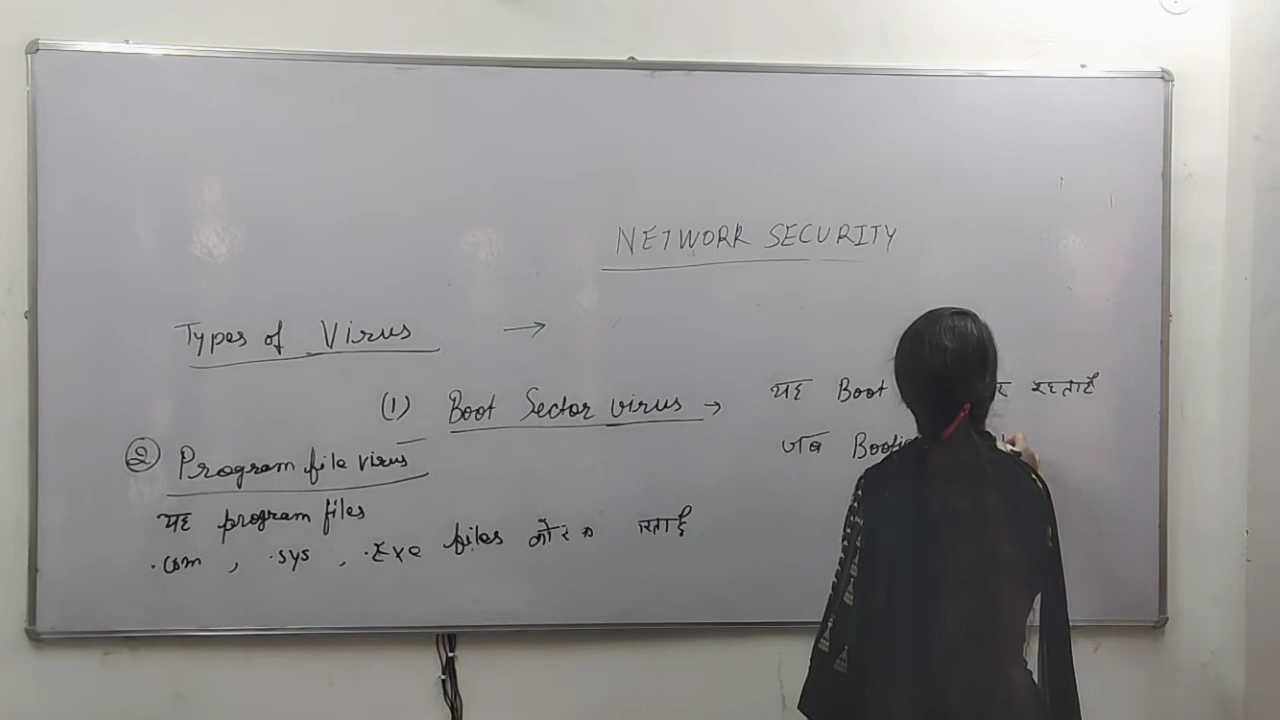 NETWORK SECURITY
Types of Virus →
(1) Boot Sector virus → यह Boot रहता है
जब
② Program file virus
यह program files
.com , .sys , .Exe files